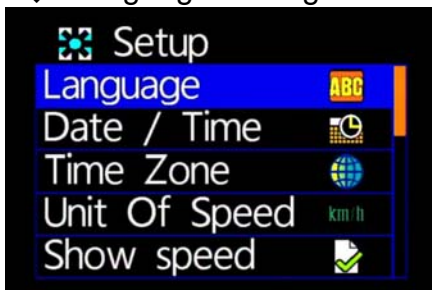 Setup
Language ABC
Date / Time
Time Zone
Unit Of Speed km/h
Show speed